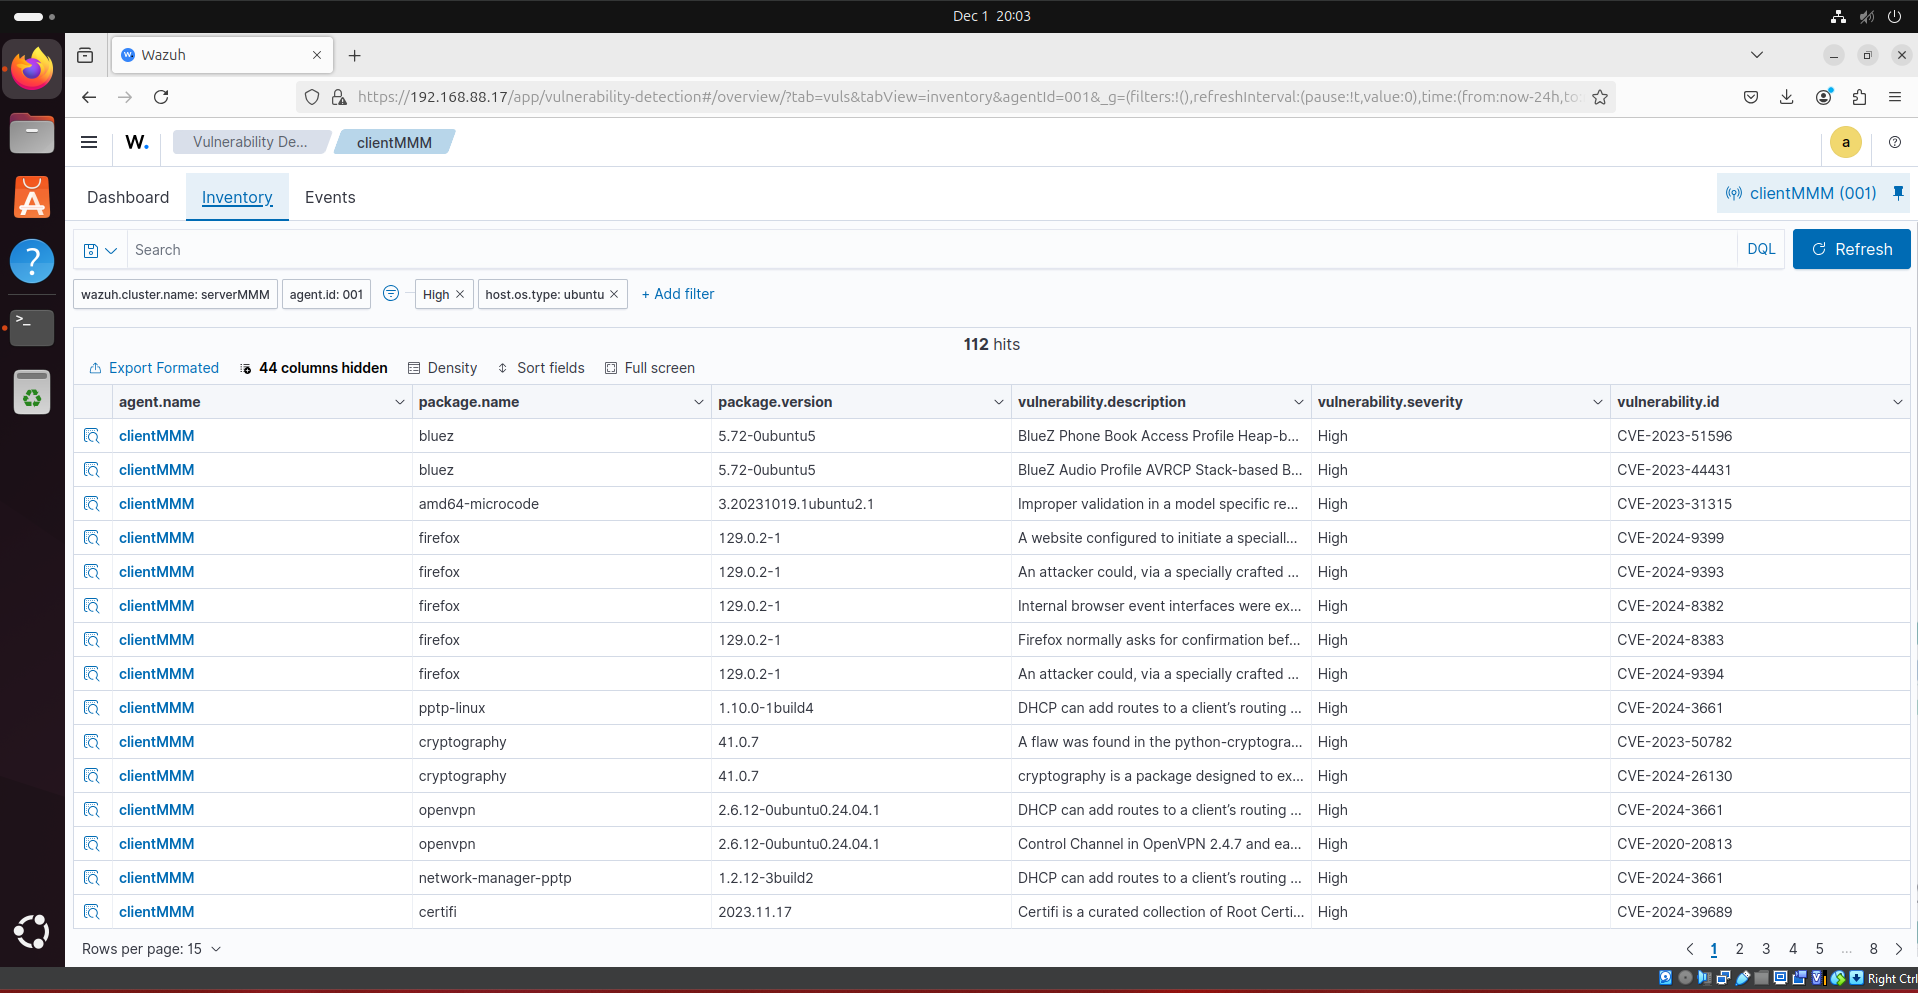 Dec 1 20:03
Wazuh
https://192.168.88.17/app/vulnerability-detection#/overview/?tab=vuls&tabView=inventory&agentId=001&_g=(filters:!(),refreshInterval:(pause:!t,value:0),time:(from:now-24h,to:
W. Vulnerability De... clientMMM a
Dashboard Inventory Events clientMMM (001)
Search DQL Refresh
wazuh.cluster.name: serverMMM agent.id: 001 High host.os.type: ubuntu + Add filter
112 hits
Export Formatted 44 columns hidden Density Sort fields Full screen
agent.name package.name package.version vulnerability.description vulnerability.severity vulnerability.id
clientMMM bluez 5.72-0ubuntu5 BlueZ Phone Book Access Profile Heap-b... High CVE-2023-51596
clientMMM bluez 5.72-0ubuntu5 BlueZ Audio Profile AVRCP Stack-based B... High CVE-2023-44431
clientMMM amd64-microcode 3.20231019.1ubuntu2.1 Improper validation in a model specific re... High CVE-2023-31315
clientMMM firefox 129.0.2-1 A website configured to initiate a speciall... High CVE-2024-9399
clientMMM firefox 129.0.2-1 An attacker could, via a specially crafted ... High CVE-2024-9393
clientMMM firefox 129.0.2-1 Internal browser event interfaces were ex... High CVE-2024-8382
clientMMM firefox 129.0.2-1 Firefox normally asks for confirmation bef... High CVE-2024-8383
clientMMM firefox 129.0.2-1 An attacker could, via a specially crafted ... High CVE-2024-9394
clientMMM pptp-linux 1.10.0-1build4 DHCP can add routes to a client’s routing ... High CVE-2024-3661
clientMMM cryptography 41.0.7 A flaw was found in the python-cryptogra... High CVE-2023-50782
clientMMM cryptography 41.0.7 cryptography is a package designed to ex... High CVE-2024-26130
clientMMM openvpn 2.6.12-0ubuntu0.24.04.1 DHCP can add routes to a client’s routing ... High CVE-2024-3661
clientMMM openvpn 2.6.12-0ubuntu0.24.04.1 Control Channel in OpenVPN 2.4.7 and ea... High CVE-2020-20813
clientMMM network-manager-pptp 1.2.12-3build2 DHCP can add routes to a client’s routing ... High CVE-2024-3661
clientMMM certifi 2023.11.17 Certifi is a curated collection of Root Certi... High CVE-2024-39689
Rows per page: 15 1 2 3 4 5 ... 8
Right Ctrl